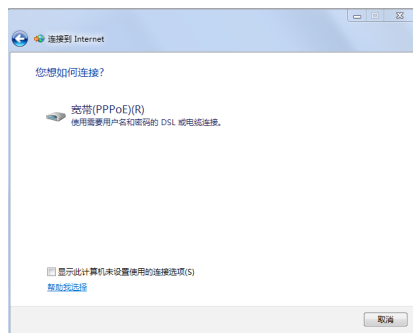 连接到 Internet
您想如何连接?
宽带(PPPoE)(R)
使用需要用户名和密码的 DSL 或电缆连接。
显示此计算机未设置使用的连接选项(S)
帮助我选择
取消